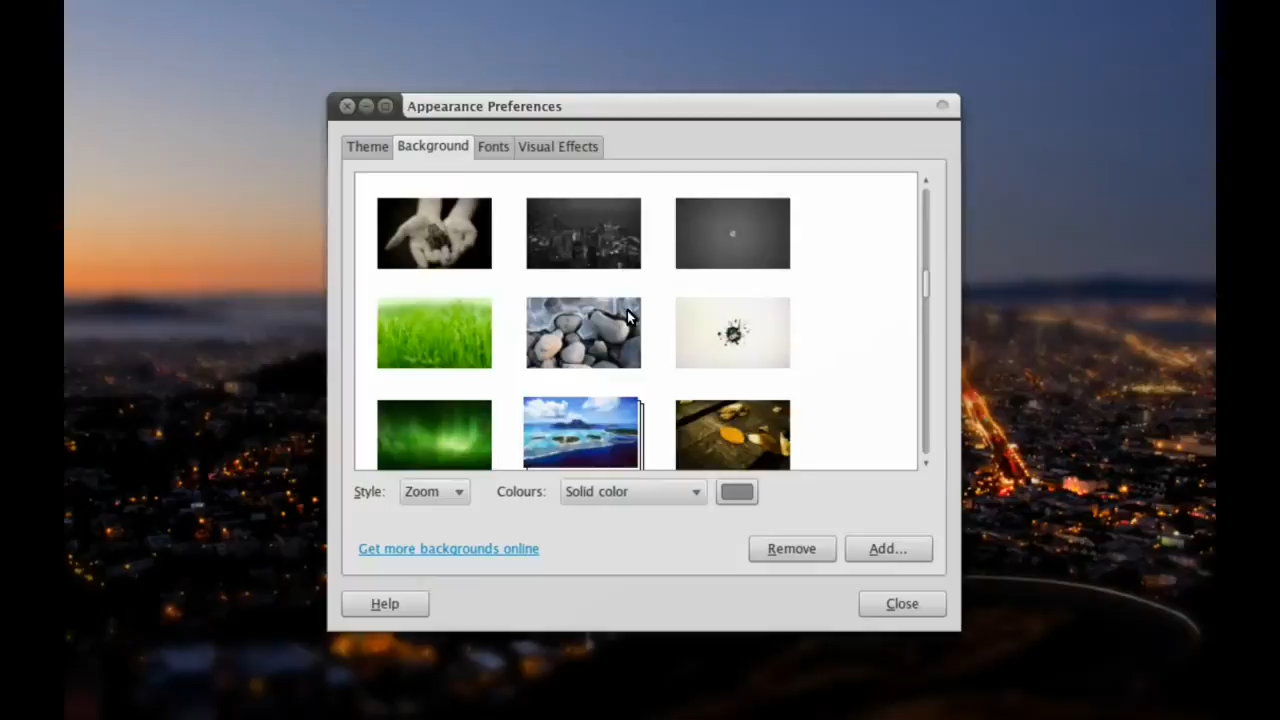 Appearance Preferences
Theme Background Fonts Visual Effects
Style: Zoom Colours: Solid color
Get more backgrounds online Remove Add...
Help Close